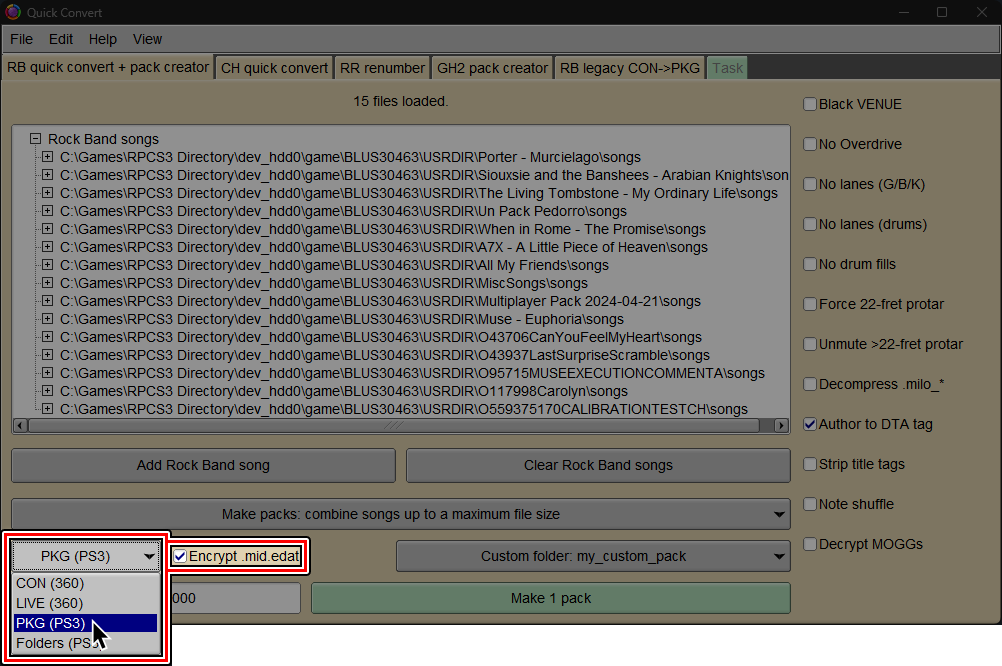 Quick Convert
File Edit Help View
RB quick convert + pack creator CH quick convert RR renumber GH2 pack creator RB legacy CON->PKG Task
15 files loaded.
Rock Band songs
C:\Games\RPCS3 Directory\dev_hdd0\game\BLUS30463\USRDIR\Porter - Murcielago\songs
C:\Games\RPCS3 Directory\dev_hdd0\game\BLUS30463\USRDIR\Siouxsie and the Banshees - Arabian Knights\son
C:\Games\RPCS3 Directory\dev_hdd0\game\BLUS30463\USRDIR\The Living Tombstone - My Ordinary Life\songs
C:\Games\RPCS3 Directory\dev_hdd0\game\BLUS30463\USRDIR\Un Pack Pedorro\songs
C:\Games\RPCS3 Directory\dev_hdd0\game\BLUS30463\USRDIR\When in Rome - The Promise\songs
C:\Games\RPCS3 Directory\dev_hdd0\game\BLUS30463\USRDIR\A7X - A Little Piece of Heaven\songs
C:\Games\RPCS3 Directory\dev_hdd0\game\BLUS30463\USRDIR\All My Friends\songs
C:\Games\RPCS3 Directory\dev_hdd0\game\BLUS30463\USRDIR\MiscSongs\songs
C:\Games\RPCS3 Directory\dev_hdd0\game\BLUS30463\USRDIR\Multiplayer Pack 2024-04-21\songs
C:\Games\RPCS3 Directory\dev_hdd0\game\BLUS30463\USRDIR\Muse - Euphoria\songs
C:\Games\RPCS3 Directory\dev_hdd0\game\BLUS30463\USRDIR\O43706CanYouFeelMyHeart\songs
C:\Games\RPCS3 Directory\dev_hdd0\game\BLUS30463\USRDIR\O43937LastSurpriseScramble\songs
C:\Games\RPCS3 Directory\dev_hdd0\game\BLUS30463\USRDIR\O95715MUSEEXECUTIONCOMMENTA\songs
C:\Games\RPCS3 Directory\dev_hdd0\game\BLUS30463\USRDIR\O117998Carolyn\songs
C:\Games\RPCS3 Directory\dev_hdd0\game\BLUS30463\USRDIR\O559375170CALIBRATIONTESTCH\songs
Add Rock Band song Clear Rock Band songs
Make packs: combine songs up to a maximum file size
PKG (PS3) Encrypt .mid.edat Custom folder: my_custom_pack
CON (360)
LIVE (360)
PKG (PS3)
Folders (PS3)
000 Make 1 pack
Black VENUE
No Overdrive
No lanes (G/B/K)
No lanes (drums)
No drum fills
Force 22-fret protar
Unmute >22-fret protar
Decompress .milo_*
Author to DTA tag
Strip title tags
Note shuffle
Decrypt MOGGs